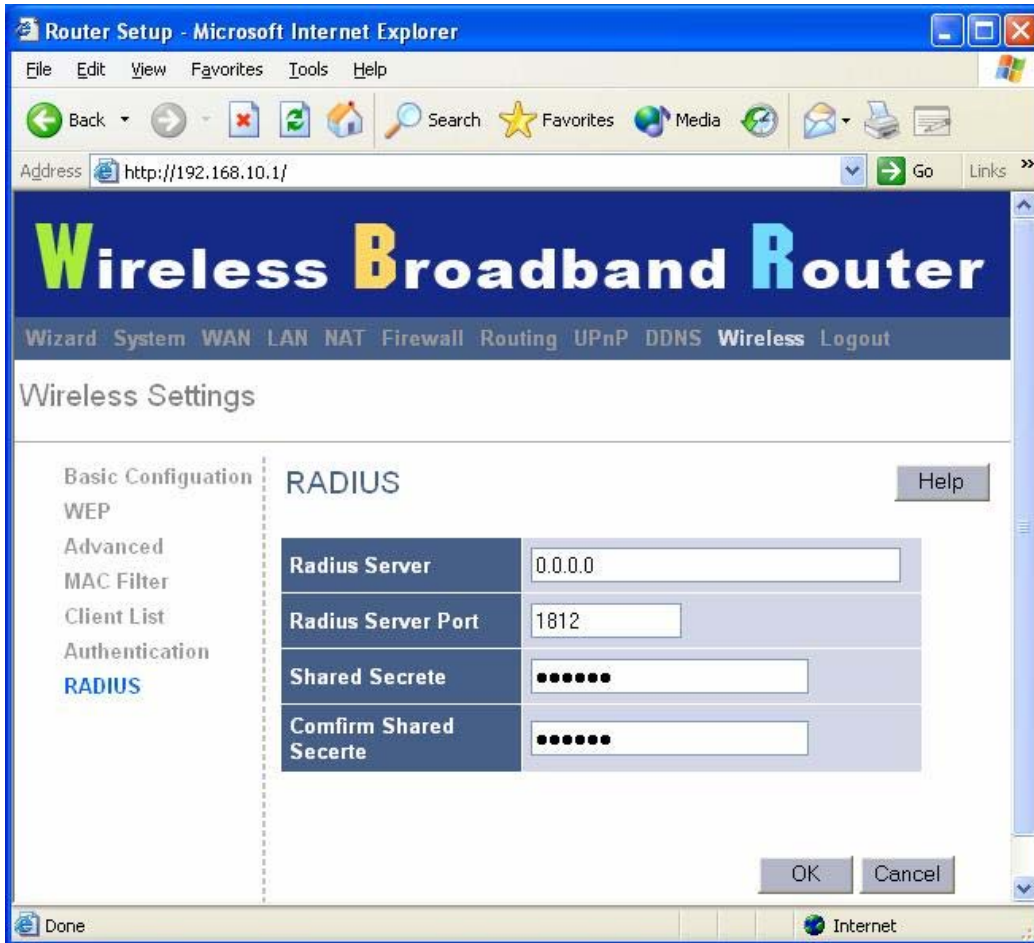 Router Setup - Microsoft Internet Explorer
File Edit View Favorites Tools Help
Back Search Favorites Media
Address http://192.168.10.1/ Go Links »
Wireless Broadband Router
Wizard System WAN LAN NAT Firewall Routing UPnP DDNS Wireless Logout
Wireless Settings
Basic Configuation
WEP
Advanced
MAC Filter
Client List
Authentication
RADIUS
RADIUS
Help
Radius Server 0.0.0.0
Radius Server Port 1812
Shared Secrete ••••••
Comfirm Shared
Secerte ••••••
OK Cancel
Done Internet